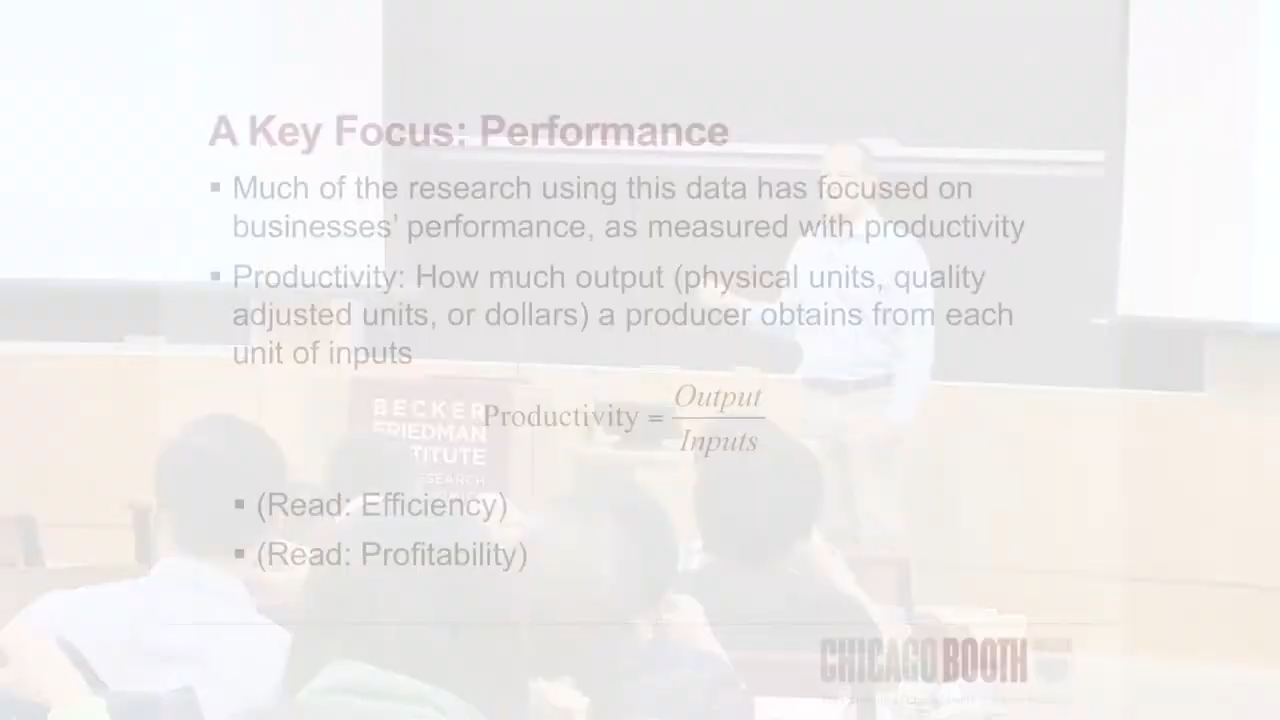 A Key Focus: Performance
▪ Much of the research using this data has focused on
businesses’ performance, as measured with productivity
▪ Productivity: How much output (physical units, quality
adjusted units, or dollars) a producer obtains from each
unit of inputs
Productivity = Output
Inputs
▪ (Read: Efficiency)
▪ (Read: Profitability)
BECKER
FRIEDMAN
TITUTE
CHICAGO BOOTH